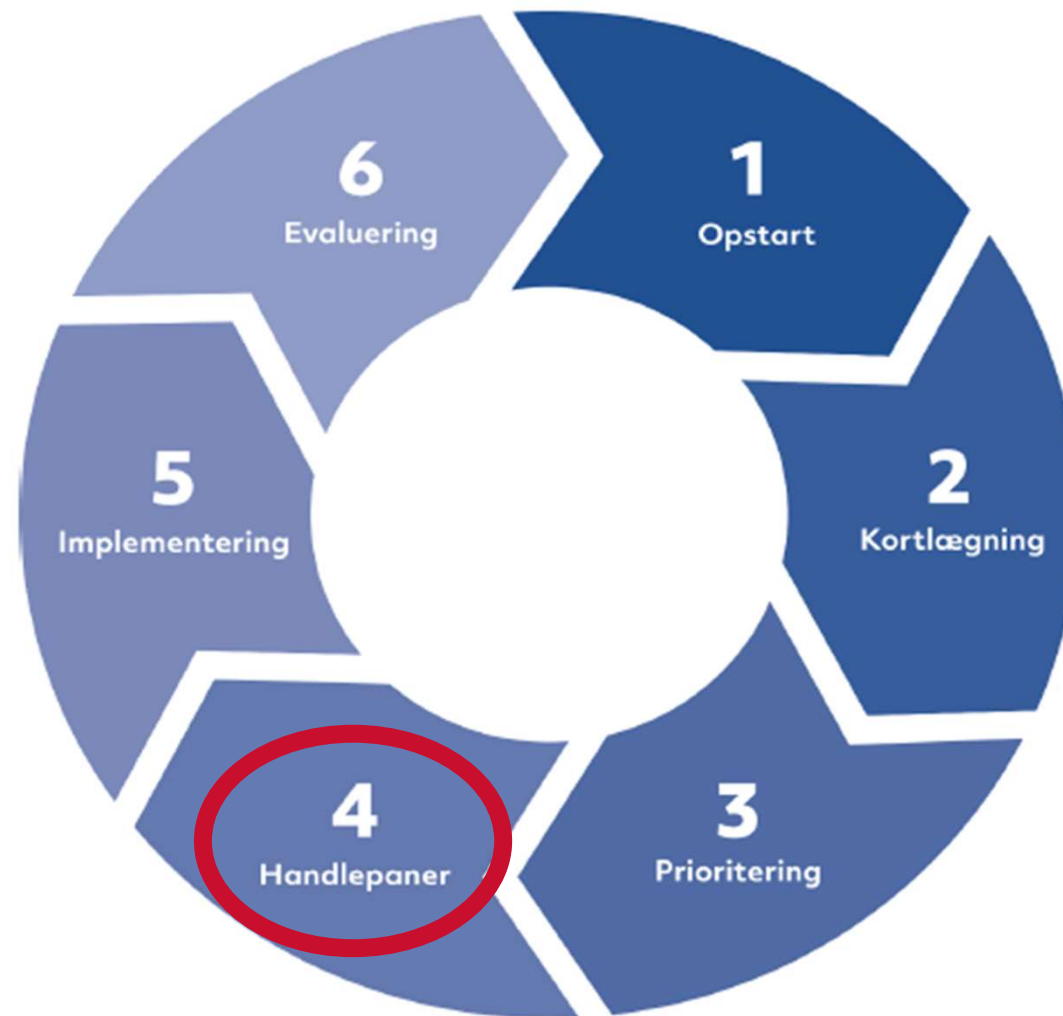 1
Opstart
2
Kortlægning
3
Prioritering
4
Handlepaner
5
Implementering
6
Evaluering